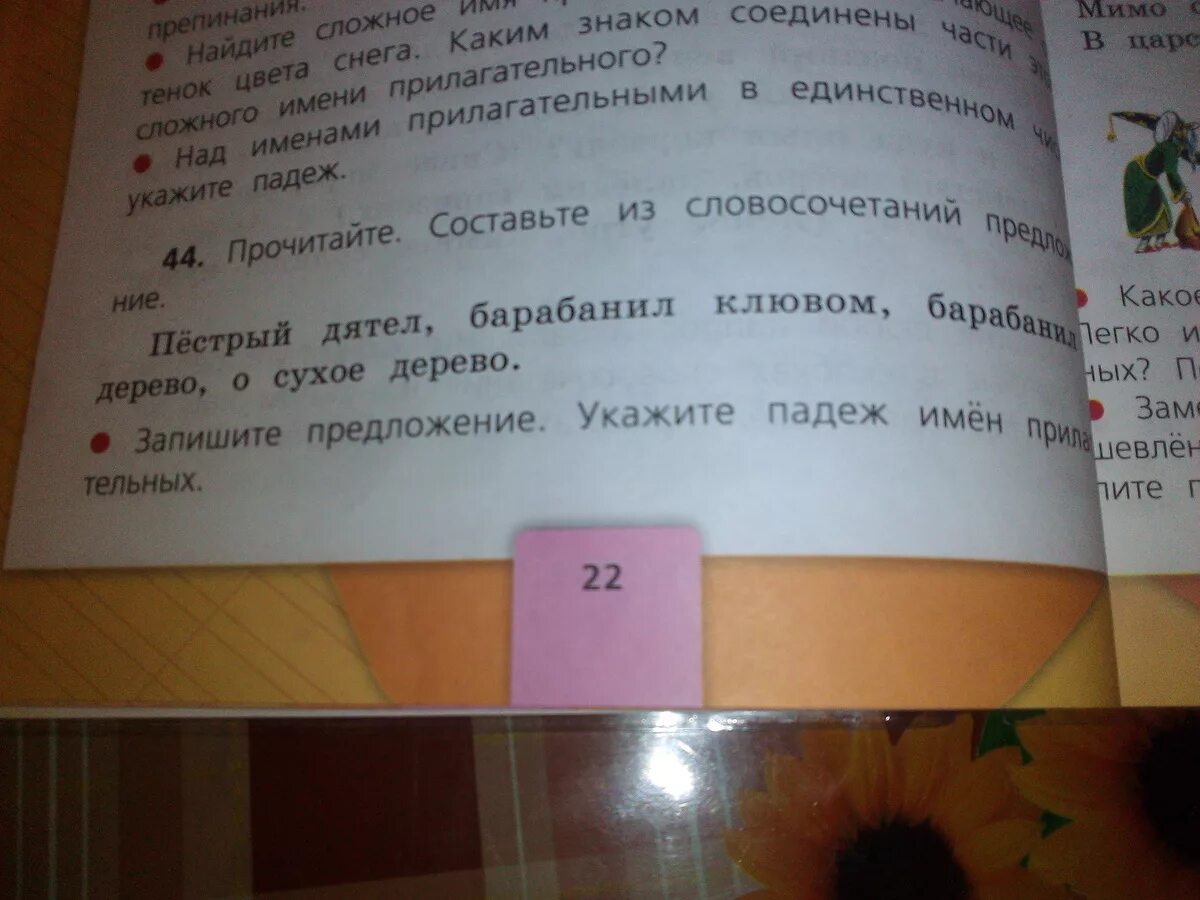 препинания.
Найдите сложное имя
тенок цвета снега. Каким знаком соединены части
сложного имени прилагательного?
Над именами прилагательными в единственном чи
укажите падеж.
44. Прочитайте. Составьте из словосочетаний предло
ние.
Пёстрый дятел, барабанил клювом, барабанил
дерево, о сухое дерево.
Запишите предложение. Укажите падеж имён прила
тельных.
22
Мимо
В царс
Какое
Легко и
ных? П
Заме
шевлён
пите п